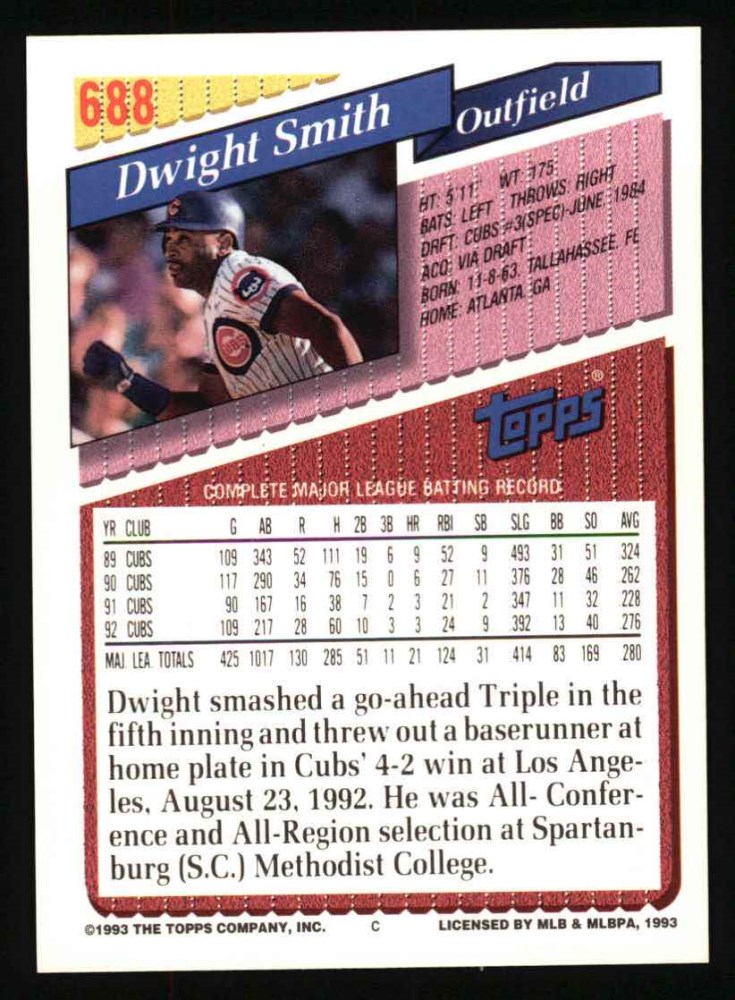 688
Dwight Smith
Outfield
HT: 5'11" WT: 175
BATS: LEFT THROWS: RIGHT
DRFT: CUBS #3(SPEC)-JUNE, 1984
ACQ: VIA DRAFT
BORN: 11-8-63, TALLAHASSEE, FE
HOME: ATLANTA, GA
CUBS
topps®
COMPLETE MAJOR LEAGUE BATTING RECORD
YR CLUB G AB R H 2B 3B HR RBI SB SLG BB SO AVG
89 CUBS 109 343 52 111 19 6 9 52 9 .493 31 51 .324
90 CUBS 117 290 34 76 15 0 6 27 11 .376 28 46 .262
91 CUBS 90 167 16 38 7 2 3 21 2 .347 11 32 .228
92 CUBS 109 217 28 60 10 3 3 24 9 .392 13 40 .276
MAJ. LEA. TOTALS 425 1017 130 285 51 11 21 124 31 .414 83 169 .280
Dwight smashed a go-ahead Triple in the
fifth inning and threw out a baserunner at
home plate in Cubs' 4-2 win at Los Ange-
les, August 23, 1992. He was All- Confer-
ence and All-Region selection at Spartan-
burg (S.C.) Methodist College.
©1993 THE TOPPS COMPANY, INC. C LICENSED BY MLB & MLBPA, 1993